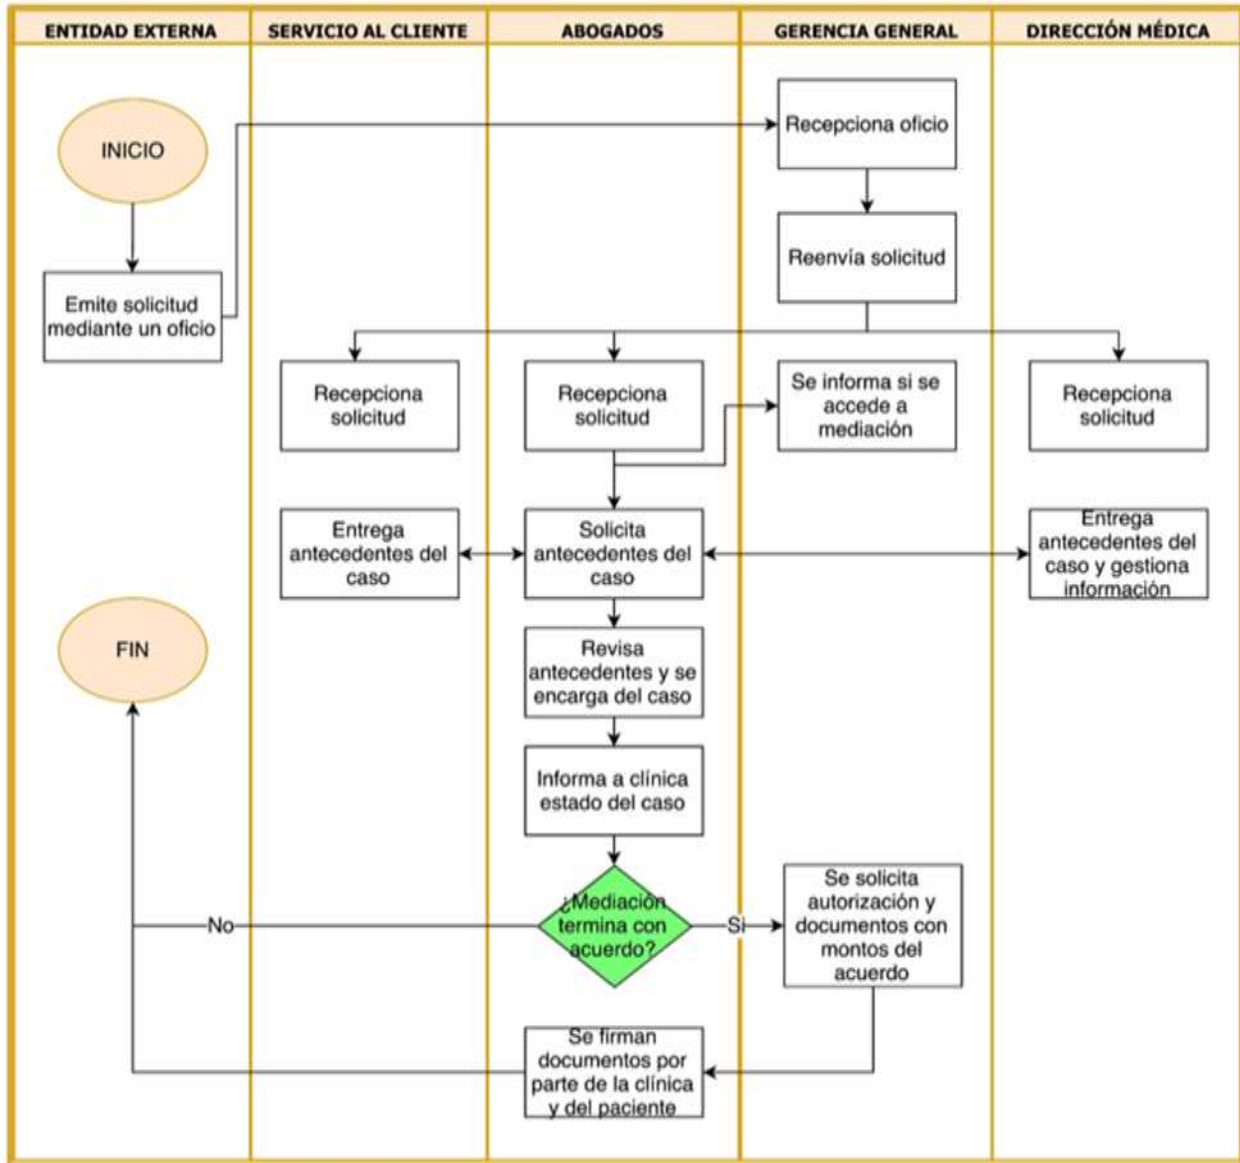 ENTIDAD EXTERNA
SERVICIO AL CLIENTE
ABOGADOS
GERENCIA GENERAL
DIRECCIÓN MÉDICA
INICIO
Emite solicitud
mediante un oficio
Recepciona oficio
Reenvía solicitud
Recepciona
solicitud
Recepciona
solicitud
Se informa si se
accede a
mediación
Recepciona
solicitud
Entrega
antecedentes del
caso
Solicita
antecedentes del
caso
Entrega
antecedentes del
caso y gestiona
información
FIN
Revisa
antecedentes y se
encarga del caso
Informa a clínica
estado del caso
¿Mediación
termina con
acuerdo?
No
Si
Se solicita
autorización y
documentos con
montos del
acuerdo
Se firman
documentos por
parte de la clínica
y del paciente